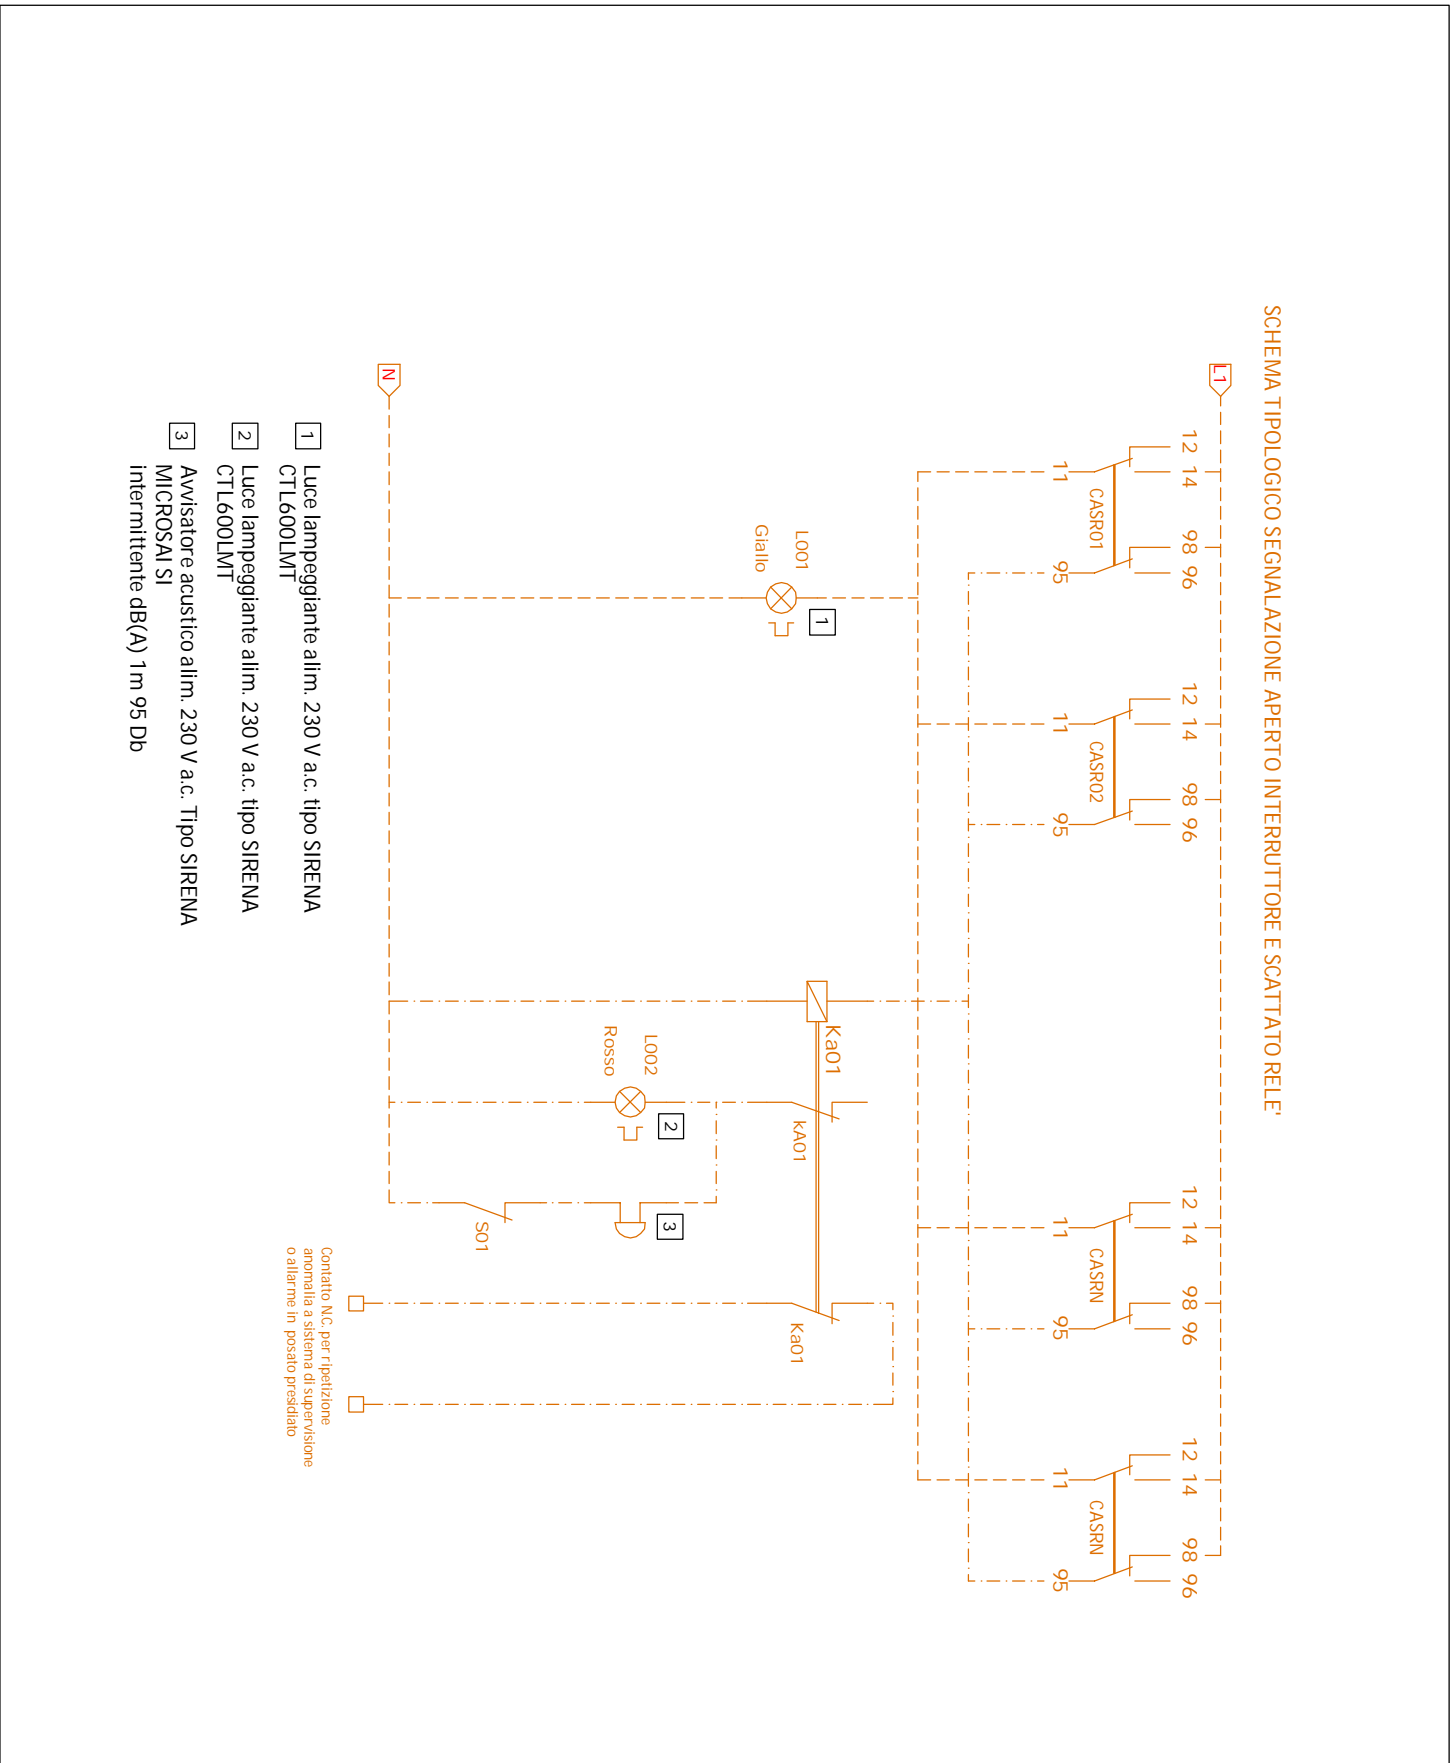 SCHEMA TIPOLOGICO SEGNALAZIONE APERTO INTERRUTTORE E SCATTATO RELE'
L1
12 14 98 96 12 14 98 96 12 14 98 96 12 14 98 96
CASR01 CASR02 CASRN CASRN
11 95 11 95 11 95 11 95
Ka01
1
L001
Giallo
kA01
Ka01
2
L002
Rosso
3
S01
N
Contatto N.C. per ripetizione
anomalia a sistema di supervisione
o allarme in posato presidiato
1 Luce lampeggiante alim. 230 V a.c. tipo SIRENA
CTL600LMT
2 Luce lampeggiante alim. 230 V a.c. tipo SIRENA
CTL600LMT
3 Avvisatore acustico alim. 230 V a.c. Tipo SIRENA
MICROSAI SI
intermittente dB(A) 1m 95 Db